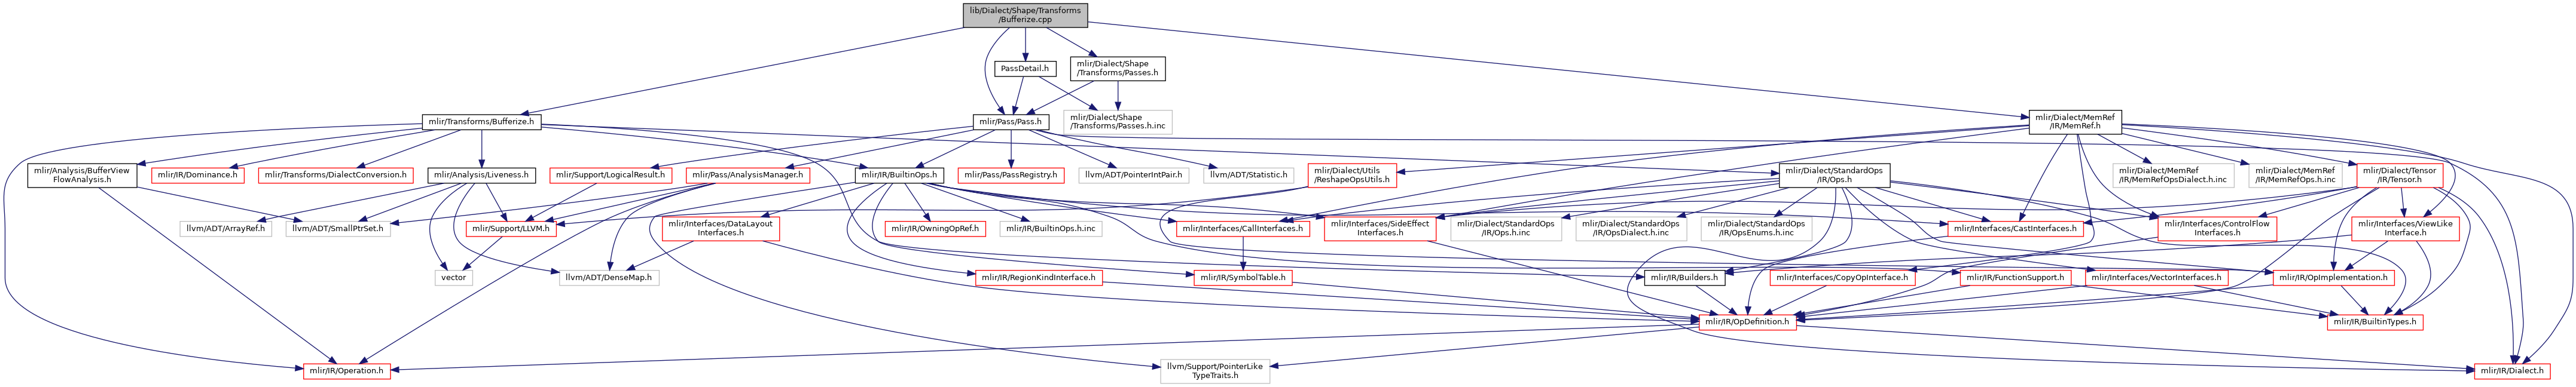 lib/Dialect/Shape/Transforms
/Bufferize.cpp
PassDetail.h
mlir/Dialect/Shape
/Transforms/Passes.h
mlir/Transforms/Bufferize.h
mlir/Pass/Pass.h
mlir/Dialect/Shape
/Transforms/Passes.h.inc
mlir/Dialect/MemRef
/IR/MemRef.h
mlir/Analysis/BufferView
FlowAnalysis.h
mlir/IR/Dominance.h
mlir/Transforms/DialectConversion.h
mlir/Analysis/Liveness.h
mlir/Support/LogicalResult.h
mlir/Pass/AnalysisManager.h
mlir/IR/BuiltinOps.h
mlir/Pass/PassRegistry.h
llvm/ADT/PointerIntPair.h
llvm/ADT/Statistic.h
mlir/Dialect/Utils
/ReshapeOpsUtils.h
mlir/Dialect/StandardOps
/IR/Ops.h
mlir/Dialect/MemRef
/IR/MemRefOpsDialect.h.inc
mlir/Dialect/MemRef
/IR/MemRefOps.h.inc
mlir/Dialect/Tensor
/IR/Tensor.h
llvm/ADT/ArrayRef.h
llvm/ADT/SmallPtrSet.h
mlir/Support/LLVM.h
mlir/Interfaces/DataLayout
Interfaces.h
mlir/IR/OwningOpRef.h
mlir/IR/BuiltinOps.h.inc
mlir/Interfaces/CallInterfaces.h
mlir/Interfaces/SideEffect
Interfaces.h
mlir/Dialect/StandardOps
/IR/Ops.h.inc
mlir/Dialect/StandardOps
/IR/OpsDialect.h.inc
mlir/Dialect/StandardOps
/IR/OpsEnums.h.inc
mlir/Interfaces/CastInterfaces.h
mlir/Interfaces/ControlFlow
Interfaces.h
mlir/Interfaces/ViewLike
Interface.h
vector
llvm/ADT/DenseMap.h
mlir/IR/RegionKindInterface.h
mlir/IR/SymbolTable.h
mlir/IR/Builders.h
mlir/Interfaces/CopyOpInterface.h
mlir/IR/FunctionSupport.h
mlir/Interfaces/VectorInterfaces.h
mlir/IR/OpImplementation.h
mlir/IR/OpDefinition.h
mlir/IR/BuiltinTypes.h
mlir/IR/Operation.h
llvm/Support/PointerLike
TypeTraits.h
mlir/IR/Dialect.h